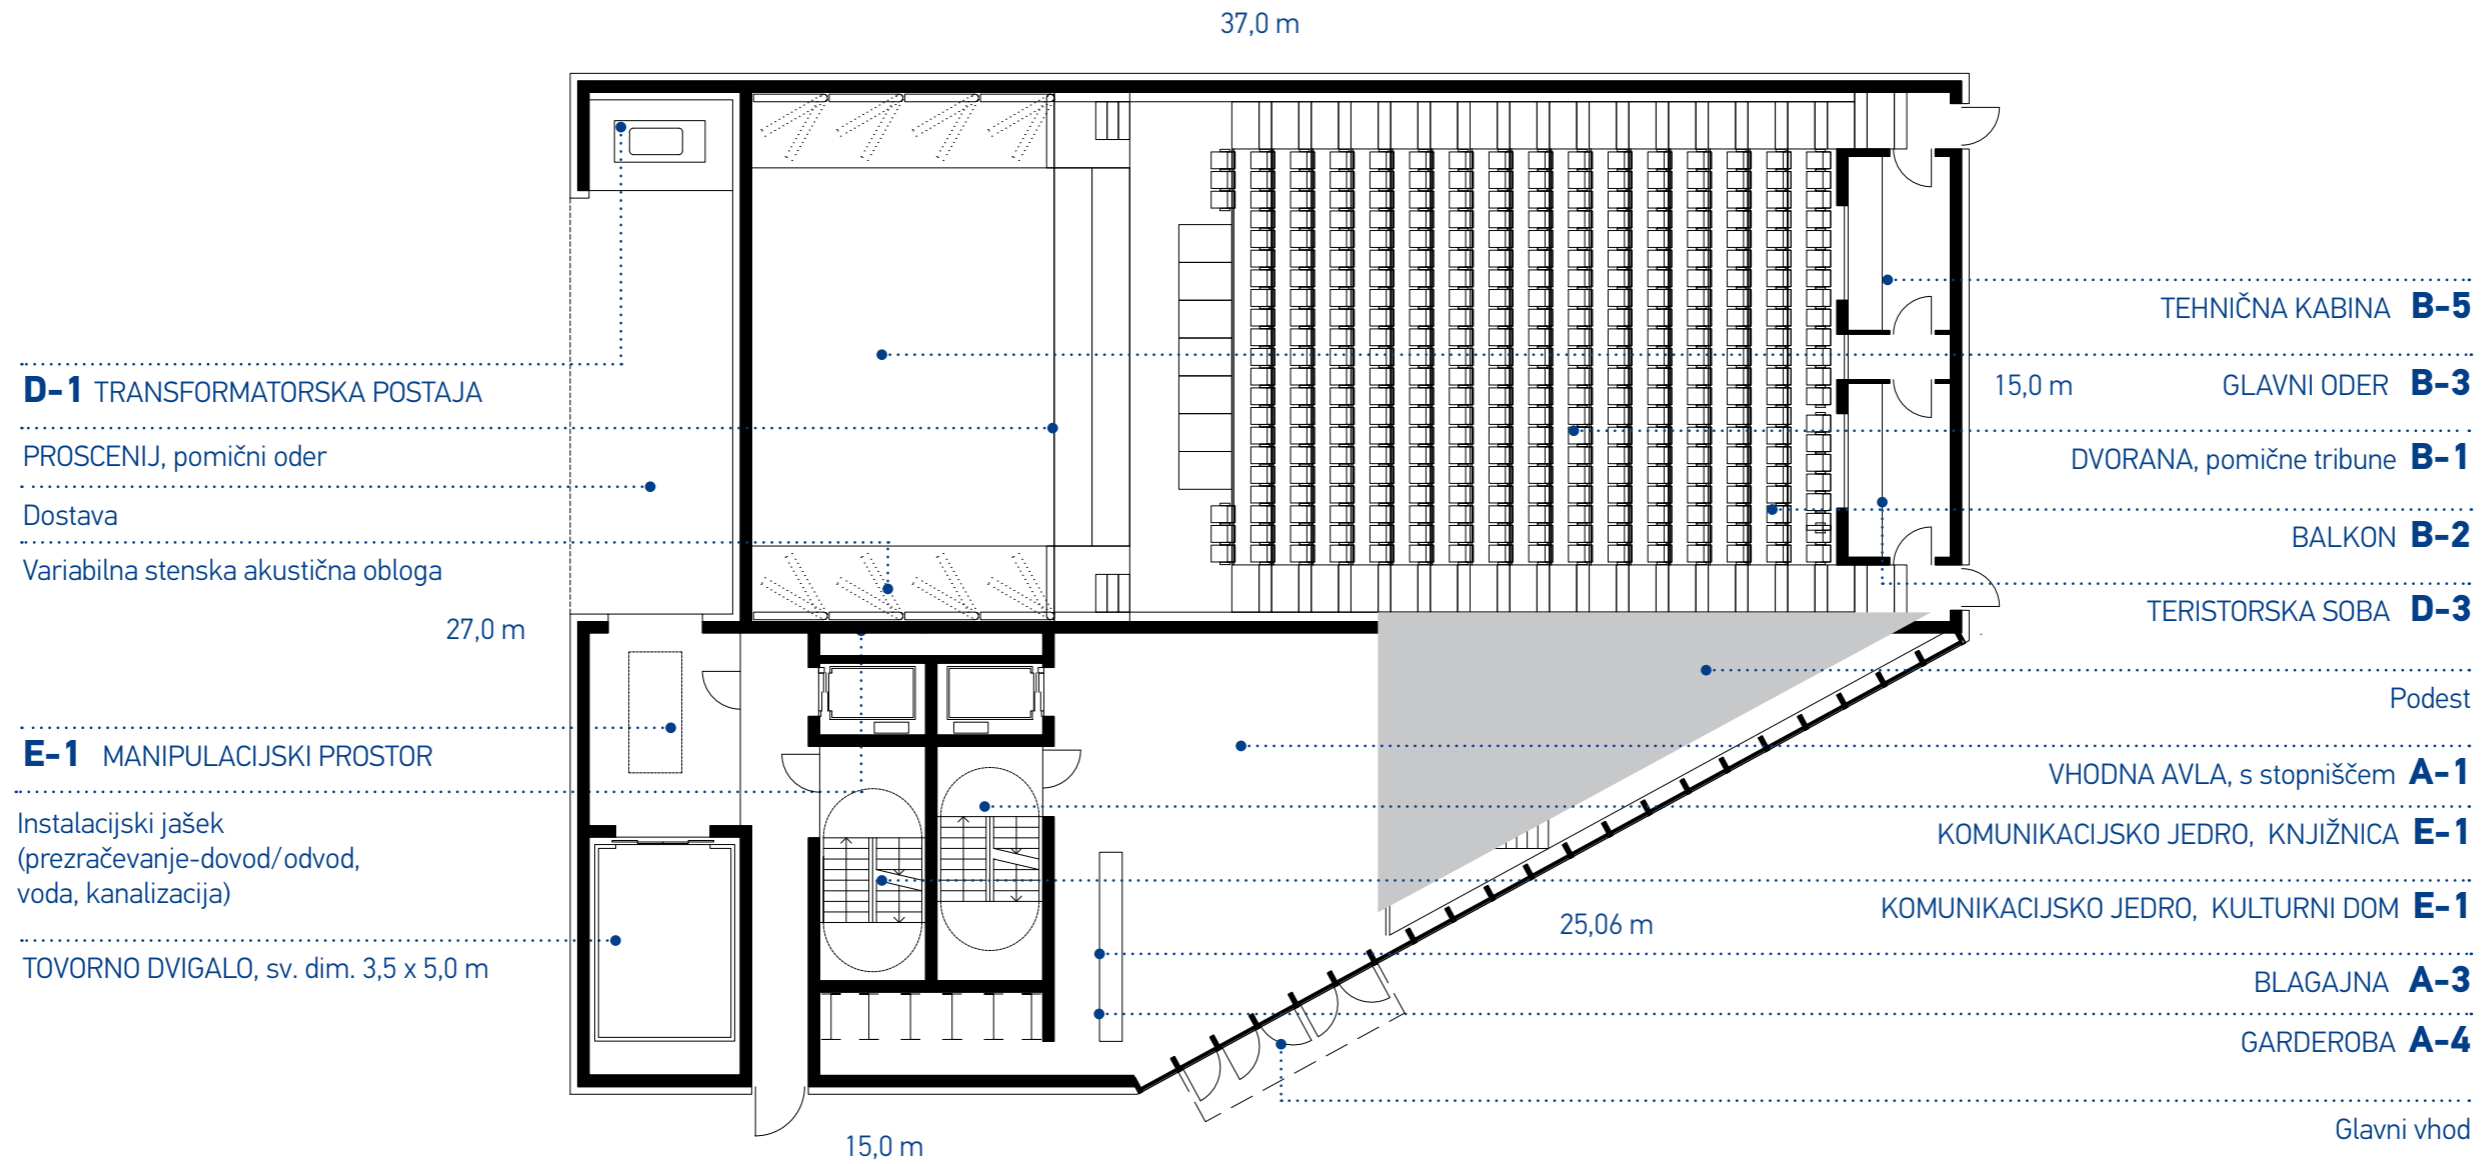 37,0 m
D-1 TRANSFORMATORSKA POSTAJA
PROSCENIJ, pomični oder
Dostava
Variabilna stenska akustična obloga
27,0 m
E-1 MANIPULACIJSKI PROSTOR
Instalacijski jašek
(prezračevanje-dovod/odvod,
voda, kanalizacija)
TOVORNO DVIGALO, sv. dim. 3,5 x 5,0 m
15,0 m
TEHNIČNA KABINA B-5
15,0 m
GLAVNI ODER B-3
DVORANA, pomične tribune B-1
BALKON B-2
TERISTORSKA SOBA D-3
Podest
VHODNA AVLA, s stopniščem A-1
KOMUNIKACIJSKO JEDRO, KNJIŽNICA E-1
KOMUNIKACIJSKO JEDRO, KULTURNI DOM E-1
25,06 m
BLAGAJNA A-3
GARDEROBA A-4
Glavni vhod